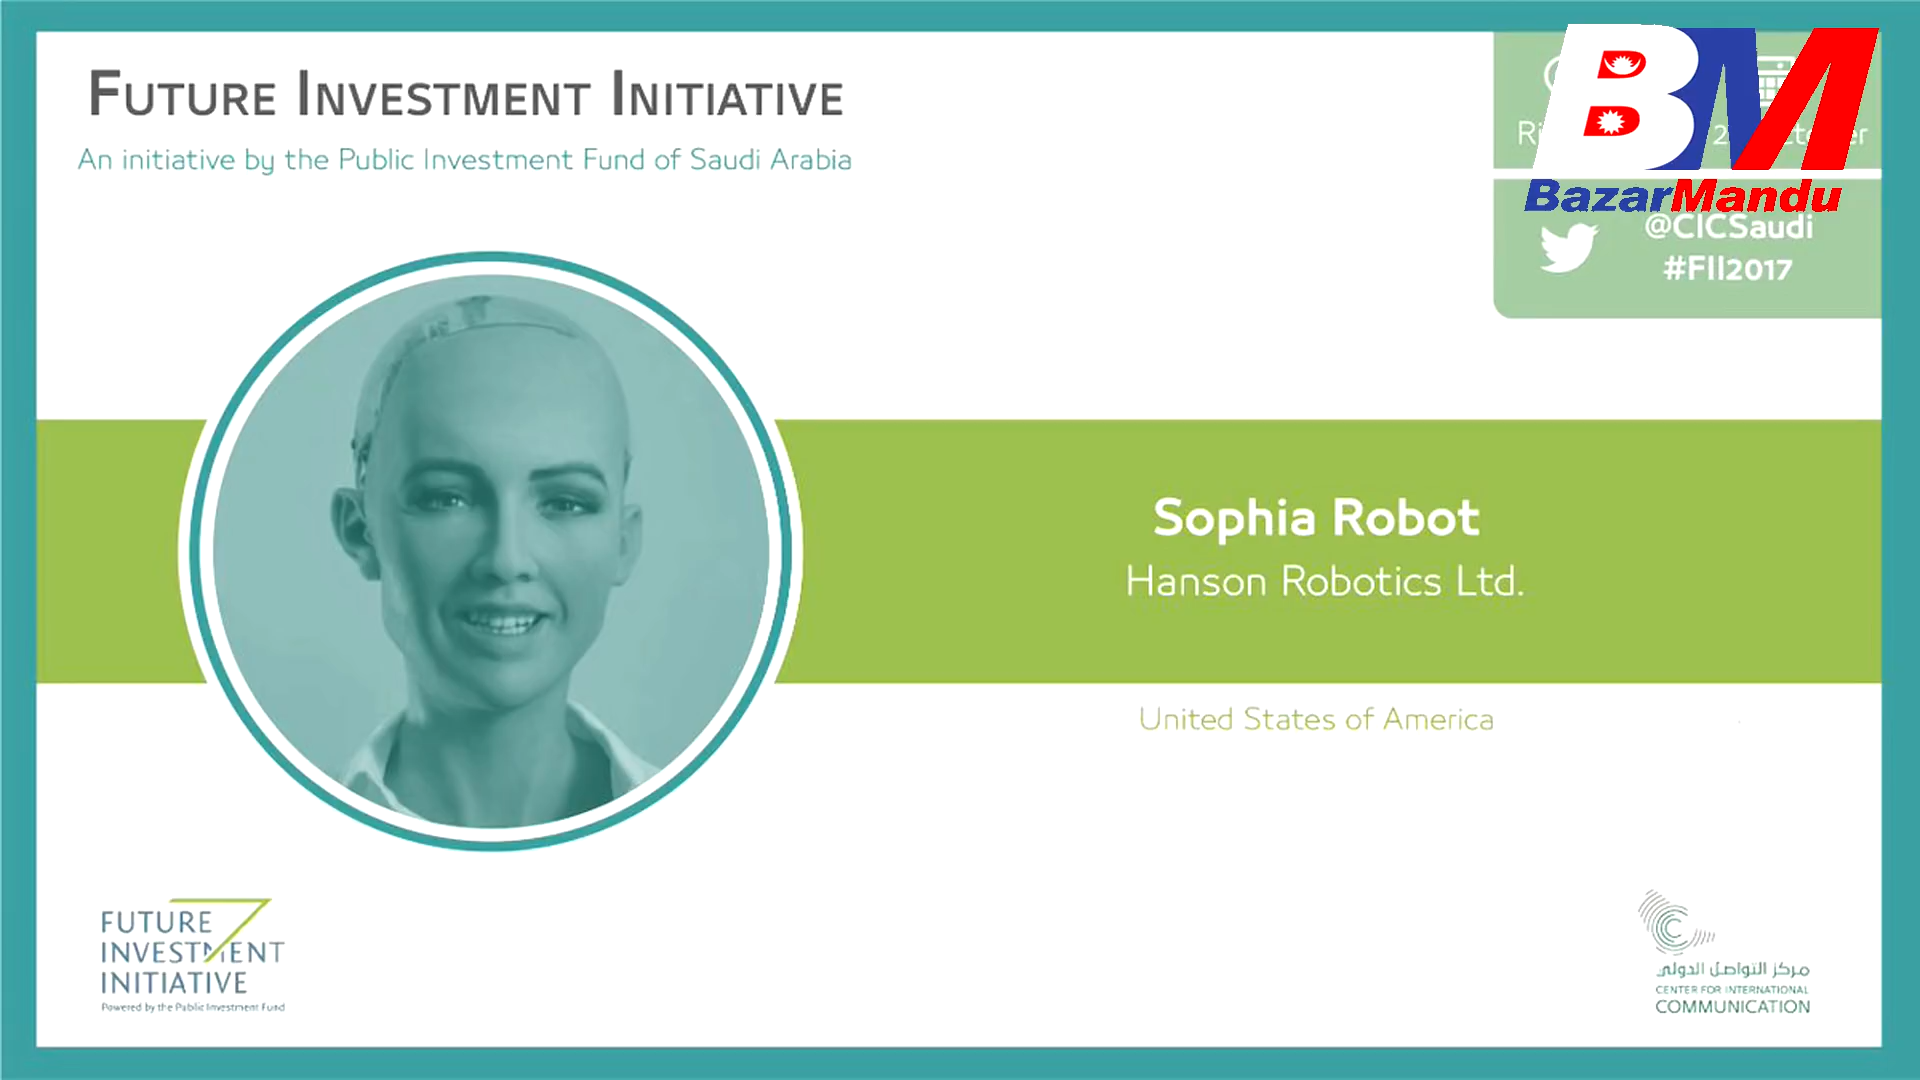 FUTURE INVESTMENT INITIATIVE
An initiative by the Public Investment Fund of Saudi Arabia
BM
BazarMandu
@CICSaudi
#FII2017
Sophia Robot
Hanson Robotics Ltd.
United States of America
FUTURE
INVESTMENT
INITIATIVE
Powered by the Public Investment Fund
مركز التواصل الدولي
CENTER FOR INTERNATIONAL
COMMUNICATION